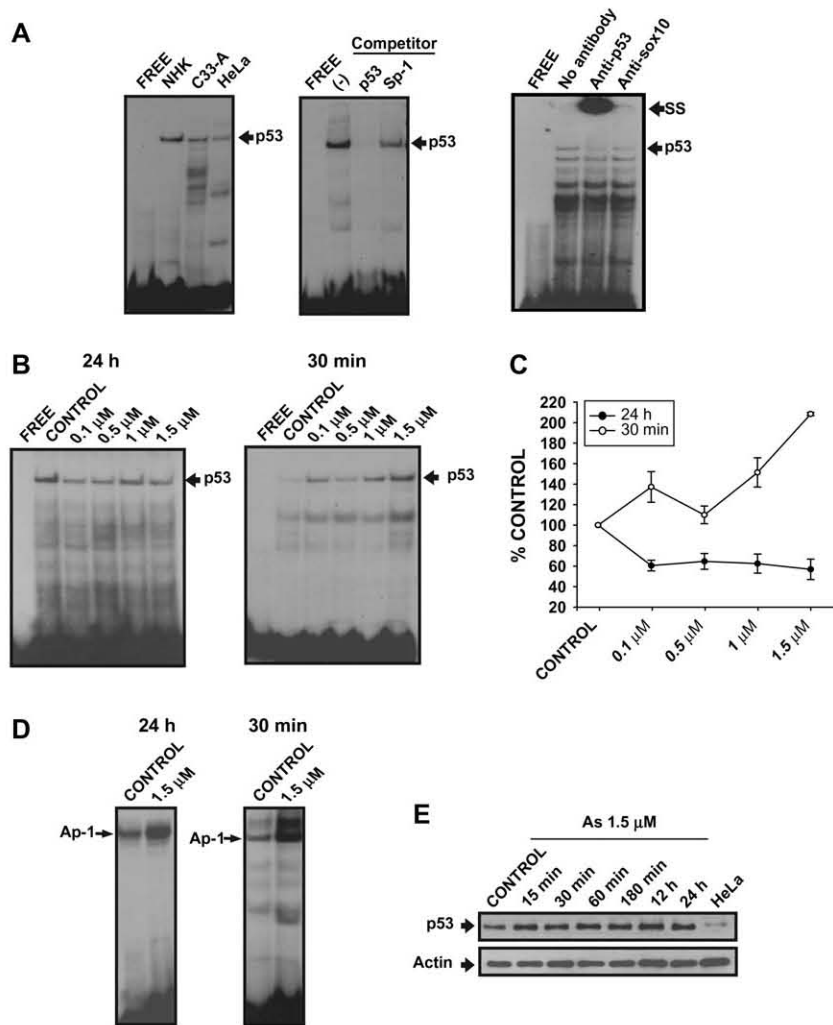 A
FREE
NHK
C33-A
HeLa
p53
Competitor
FREE
(-)
p53
Sp-1
p53
FREE
No antibody
Anti-p53
Anti-sox10
SS
p53
B
24 h
FREE
CONTROL
0.1 μM
0.5 μM
1 μM
1.5 μM
p53
30 min
FREE
CONTROL
0.1 μM
0.5 μM
1 μM
1.5 μM
p53
C
24 h
30 min
% CONTROL
220
200
180
160
140
120
100
80
60
40
20
CONTROL
0.1 μM
0.5 μM
1 μM
1.5 μM
D
24 h
CONTROL
1.5 μM
Ap-1
30 min
CONTROL
1.5 μM
Ap-1
E
As 1.5 μM
CONTROL
15 min
30 min
60 min
180 min
12 h
24 h
HeLa
p53
Actin